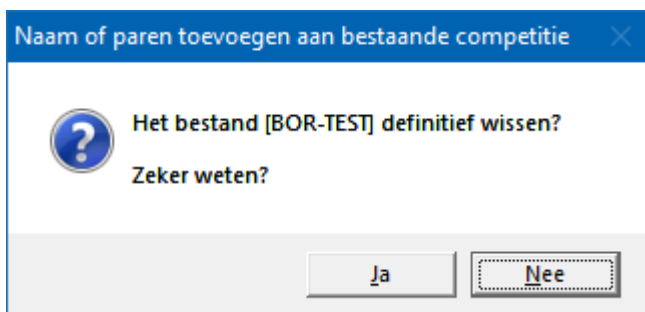 Naam of paren toevoegen aan bestaande competitie
Het bestand [BOR-TEST] definitief wissen?
Zeker weten?
Ja
Nee